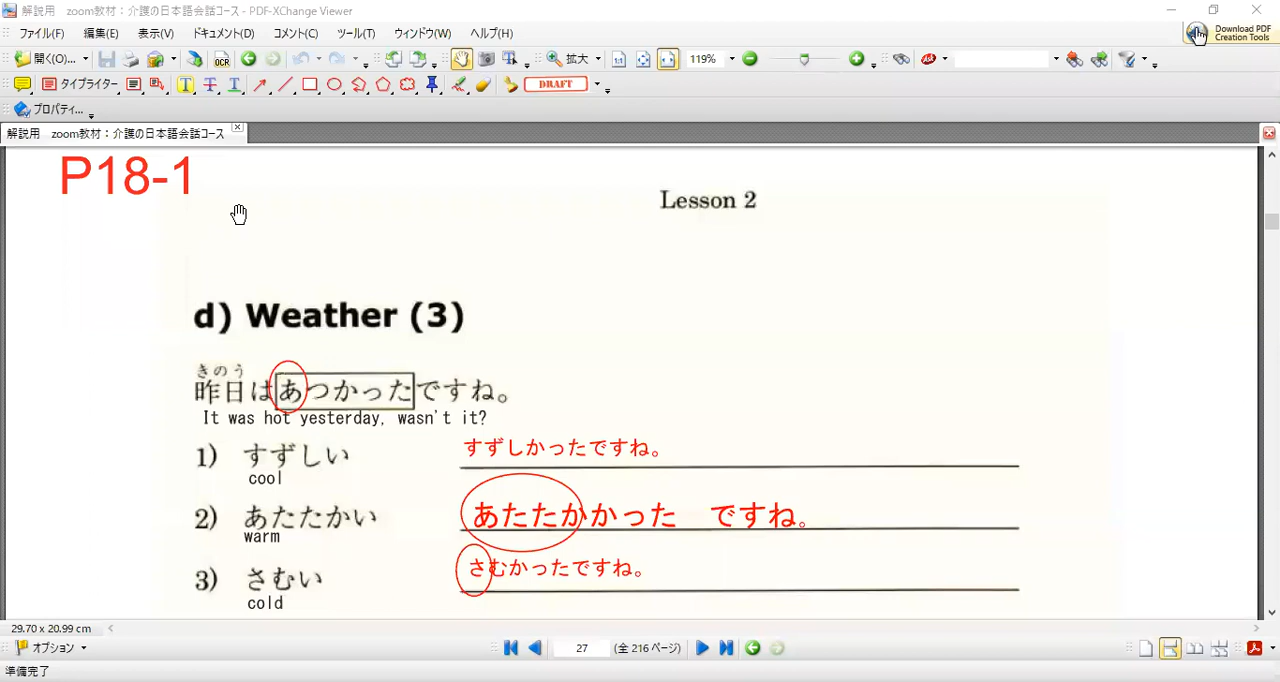 解説用 zoom教材：介護の日本語会話コース - PDF-XChange Viewer
ファイル(F) 編集(E) 表示(V) ドキュメント(D) コメント(C) ツール(T) ウィンドウ(W) ヘルプ(H)
Download PDF
Creation Tools
開く(O)... OCR 拡大 119%
タイプライター DRAFT
プロパティ...
解説用 zoom教材：介護の日本語会話コース
P18-1
Lesson 2
d) Weather (3)
きのう
昨日はあつかったですね。
It was hot yesterday, wasn't it?
1) すずしい すずしかったですね。
cool
2) あたたかい あたたかかった ですね。
warm
3) さむい さむかったですね。
cold
29.70 x 20.99 cm
オプション 27 (全 216 ページ)
準備完了